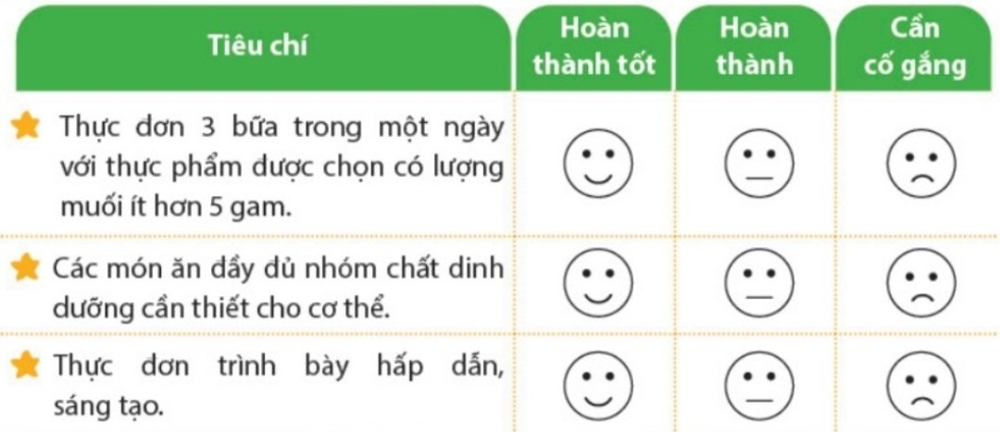 Tiêu chí
Hoàn
thành tốt
Hoàn
thành
Cần
cố gắng
Thực đơn 3 bữa trong một ngày
với thực phẩm được chọn có lượng
muối ít hơn 5 gam.
Các món ăn đầy đủ nhóm chất dinh
dưỡng cần thiết cho cơ thể.
Thực đơn trình bày hấp dẫn,
sáng tạo.